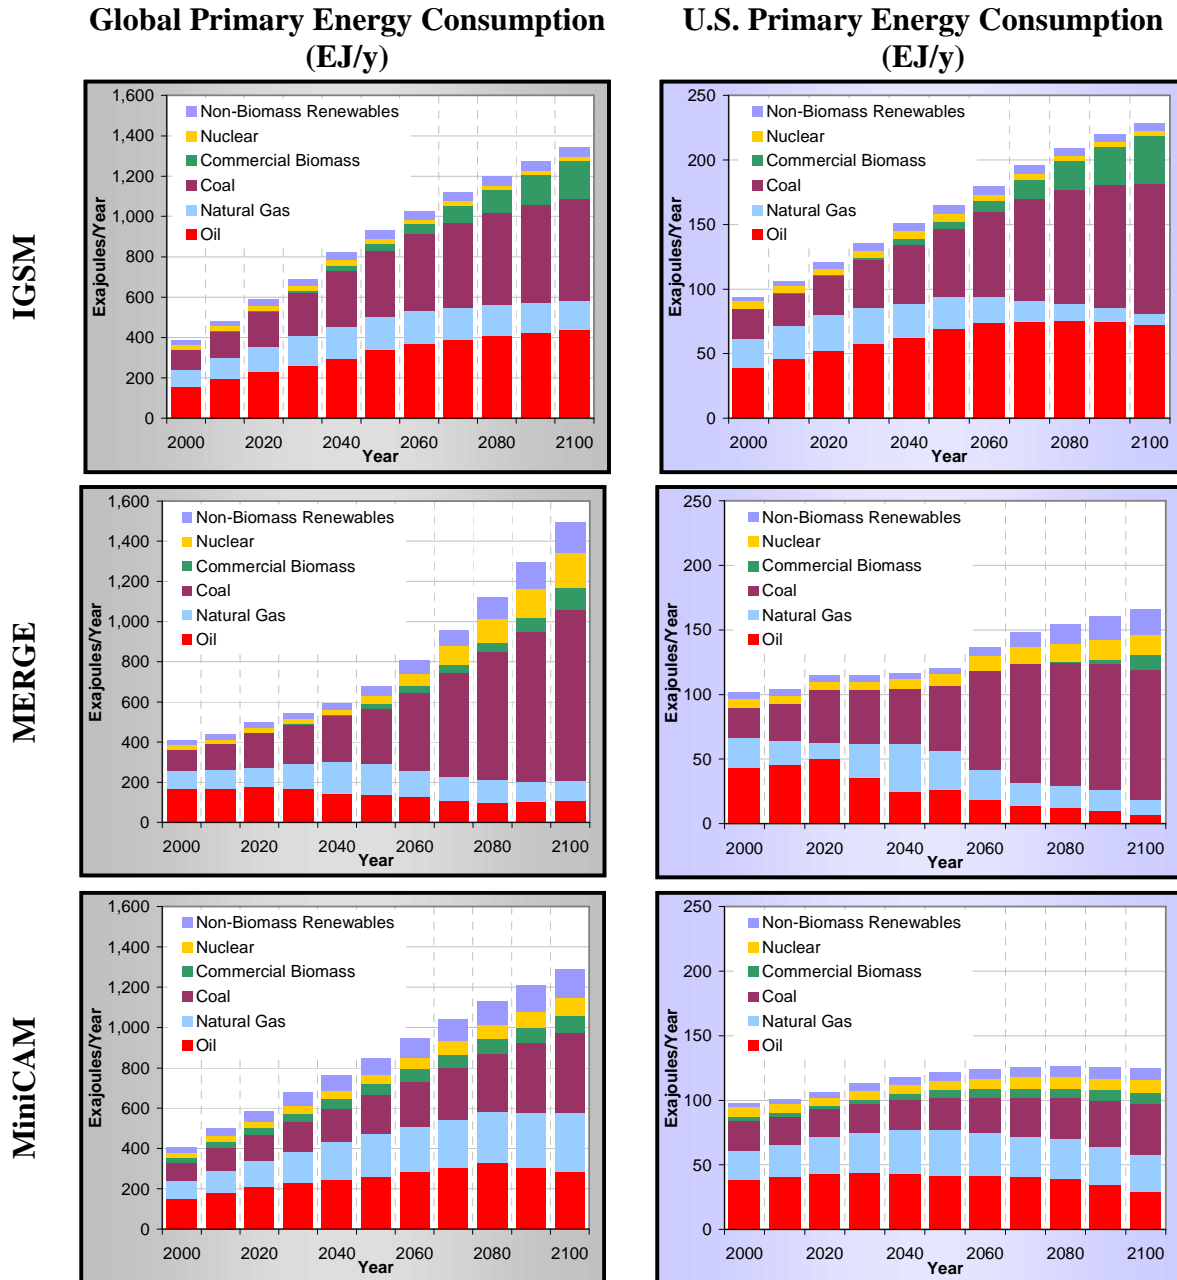 Global Primary Energy Consumption
(EJ/y)
U.S. Primary Energy Consumption
(EJ/y)
IGSM
1,600
1,400
1,200
1,000
800
600
400
200
0
Exajoules/Year
Non-Biomass Renewables
Nuclear
Commercial Biomass
Coal
Natural Gas
Oil
2000 2020 2040 2060 2080 2100
Year
250
200
150
100
50
0
Exajoules/Year
Non-Biomass Renewables
Nuclear
Commercial Biomass
Coal
Natural Gas
Oil
2000 2020 2040 2060 2080 2100
Year
MERGE
1,600
1,400
1,200
1,000
800
600
400
200
0
Exajoules/Year
Non-Biomass Renewables
Nuclear
Commercial Biomass
Coal
Natural Gas
Oil
2000 2020 2040 2060 2080 2100
Year
250
200
150
100
50
0
Exajoules/Year
Non-Biomass Renewables
Nuclear
Commercial Biomass
Coal
Natural Gas
Oil
2000 2020 2040 2060 2080 2100
Year
MiniCAM
1,600
1,400
1,200
1,000
800
600
400
200
0
Exajoules/Year
Non-Biomass Renewables
Nuclear
Commercial Biomass
Coal
Natural Gas
Oil
2000 2020 2040 2060 2080 2100
Year
250
200
150
100
50
0
Exajoules/Year
Non-Biomass Renewables
Nuclear
Commercial Biomass
Coal
Natural Gas
Oil
2000 2020 2040 2060 2080 2100
Year